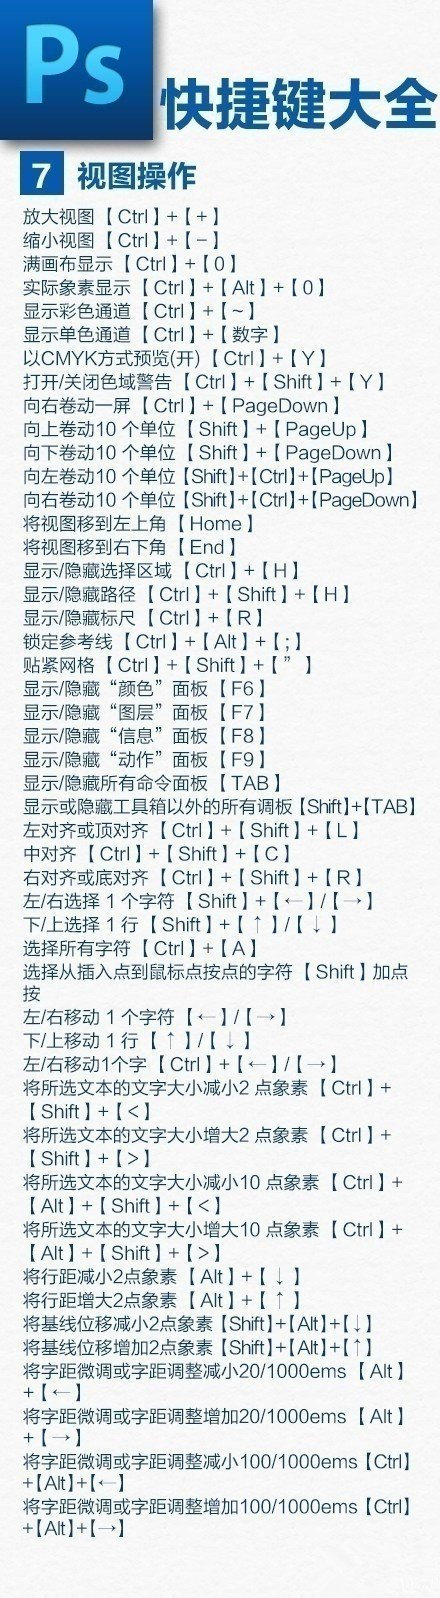 Ps
快捷键大全
7 视图操作
放大视图【Ctrl】+【+】
缩小视图【Ctrl】+【-】
满画布显示【Ctrl】+【0】
实际象素显示【Ctrl】+【Alt】+【0】
显示彩色通道【Ctrl】+【~】
显示单色通道【Ctrl】+【数字】
以CMYK方式预览(开)【Ctrl】+【Y】
打开/关闭色域警告【Ctrl】+【Shift】+【Y】
向右卷动一屏【Ctrl】+【PageDown】
向上卷动10 个单位【Shift】+【PageUp】
向下卷动10 个单位【Shift】+【PageDown】
向左卷动10 个单位【Shift】+【Ctrl】+【PageUp】
向右卷动10 个单位【Shift】+【Ctrl】+【PageDown】
将视图移到左上角【Home】
将视图移到右下角【End】
显示/隐藏选择区域【Ctrl】+【H】
显示/隐藏路径【Ctrl】+【Shift】+【H】
显示/隐藏标尺【Ctrl】+【R】
锁定参考线【Ctrl】+【Alt】+【;】
贴紧网格【Ctrl】+【Shift】+【”】
显示/隐藏“颜色”面板【F6】
显示/隐藏“图层”面板【F7】
显示/隐藏“信息”面板【F8】
显示/隐藏“动作”面板【F9】
显示/隐藏所有命令面板【TAB】
显示或隐藏工具箱以外的所有调板【Shift】+【TAB】
左对齐或顶对齐【Ctrl】+【Shift】+【L】
中对齐【Ctrl】+【Shift】+【C】
右对齐或底对齐【Ctrl】+【Shift】+【R】
左/右选择 1 个字符【Shift】+【←】/【→】
下/上选择 1 行【Shift】+【↑】/【↓】
选择所有字符【Ctrl】+【A】
选择从插入点到鼠标点按点的字符【Shift】加点
按
左/右移动 1 个字符【←】/【→】
下/上移动 1 行【↑】/【↓】
左/右移动1个字【Ctrl】+【←】/【→】
将所选文本的文字大小减小2 点象素【Ctrl】+
【Shift】+【<】
将所选文本的文字大小增大2 点象素【Ctrl】+
【Shift】+【>】
将所选文本的文字大小减小10 点象素【Ctrl】+
【Alt】+【Shift】+【<】
将所选文本的文字大小增大10 点象素【Ctrl】+
【Alt】+【Shift】+【>】
将行距减小2点象素【Alt】+【↓】
将行距增大2点象素【Alt】+【↑】
将基线位移减小2点象素【Shift】+【Alt】+【↓】
将基线位移增加2点象素【Shift】+【Alt】+【↑】
将字距微调或字距调整减小20/1000ems【Alt】
+【←】
将字距微调或字距调整增加20/1000ems【Alt】
+【→】
将字距微调或字距调整减小100/1000ems【Ctrl】
+【Alt】+【←】
将字距微调或字距调整增加100/1000ems【Ctrl】
+【Alt】+【→】